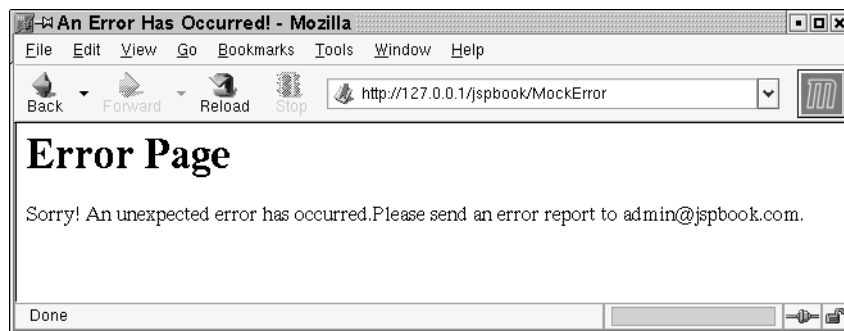 An Error Has Occurred! - Mozilla
File Edit View Go Bookmarks Tools Window Help
Back Forward Reload Stop http://127.0.0.1/jspbook/MockError
Error Page
Sorry! An unexpected error has occurred.Please send an error report to admin@jspbook.com.
Done